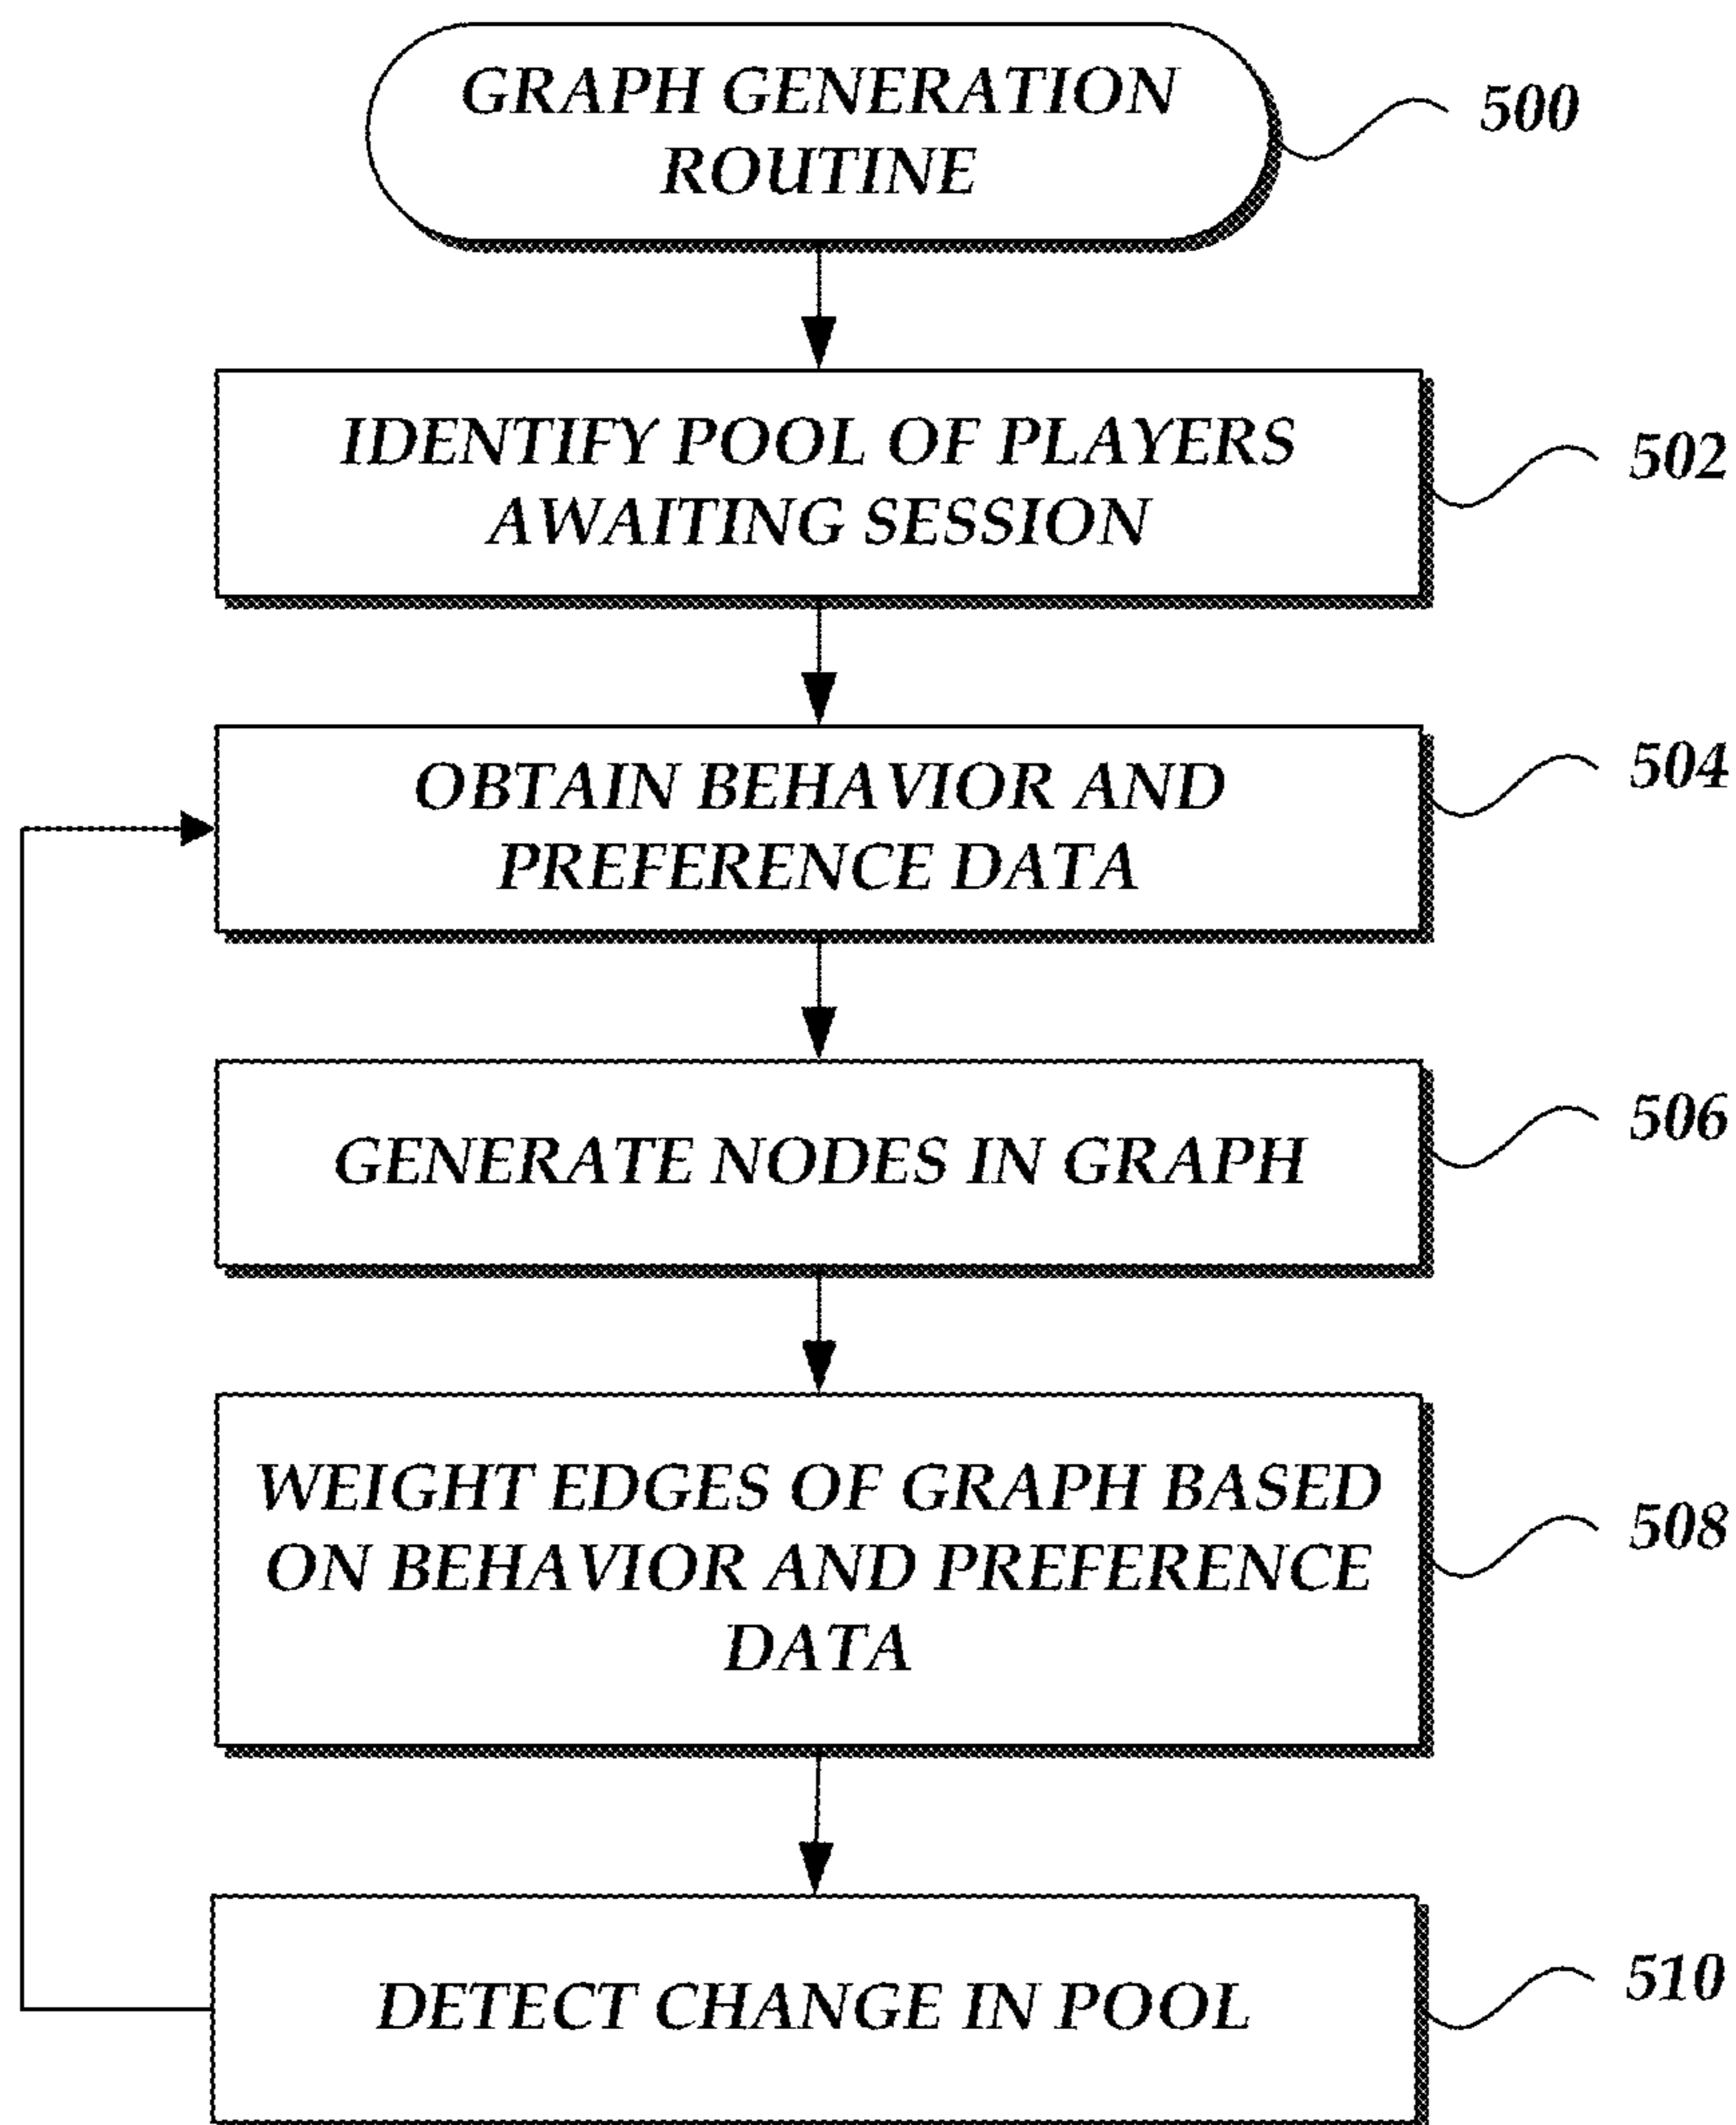 GRAPH GENERATION
ROUTINE
500
IDENTIFY POOL OF PLAYERS
AWAITING SESSION
502
OBTAIN BEHAVIOR AND
PREFERENCE DATA
504
GENERATE NODES IN GRAPH
506
WEIGHT EDGES OF GRAPH BASED
ON BEHAVIOR AND PREFERENCE
DATA
508
DETECT CHANGE IN POOL
510